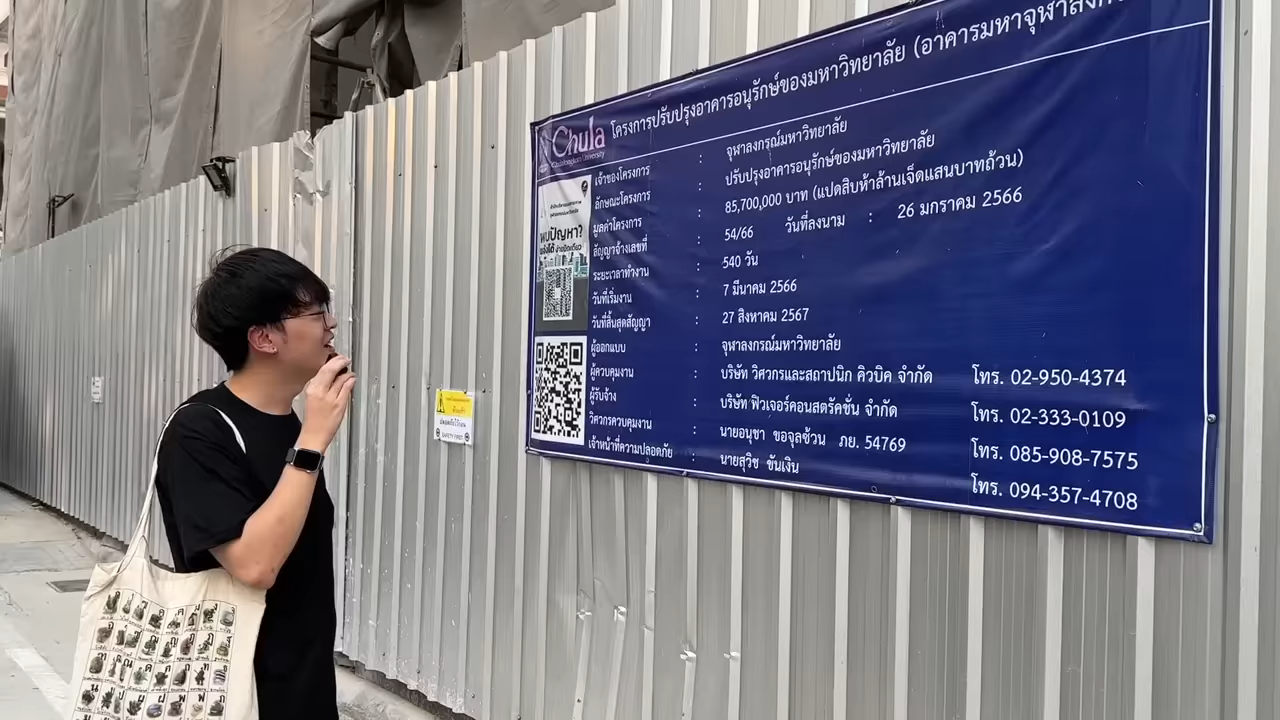 โครงการปรับปรุงอาคารอนุรักษ์ของมหาวิทยาลัย (อาคารมหาจุฬาลงก
Chula
Chulalongkorn University
เจ้าของโครงการ : จุฬาลงกรณ์มหาวิทยาลัย
ลักษณะโครงการ : ปรับปรุงอาคารอนุรักษ์ของมหาวิทยาลัย
มูลค่าโครงการ : 85,700,000 บาท (แปดสิบห้าล้านเจ็ดแสนบาทถ้วน)
สัญญาจ้างเลขที่ : 54/66 วันที่ลงนาม : 26 มกราคม 2566
ระยะเวลาทำงาน : 540 วัน
วันที่เริ่มงาน : 7 มีนาคม 2566
วันที่สิ้นสุดสัญญา : 27 สิงหาคม 2567
ผู้ออกแบบ : จุฬาลงกรณ์มหาวิทยาลัย
ผู้ควบคุมงาน : บริษัท วิศวกรและสถาปนิก คิวบิค จำกัด โทร. 02-950-4374
ผู้รับจ้าง : บริษัท ฟิวเจอร์คอนสตรัคชั่น จำกัด โทร. 02-333-0109
วิศวกรควบคุมงาน : นายอนุชา ขอจุลซ้วน ภย. 54769 โทร. 085-908-7575
เจ้าหน้าที่ความปลอดภัย : นายสุวิช ขันเงิน โทร. 094-357-4708
พบปัญหา?
SAFETY FIRST